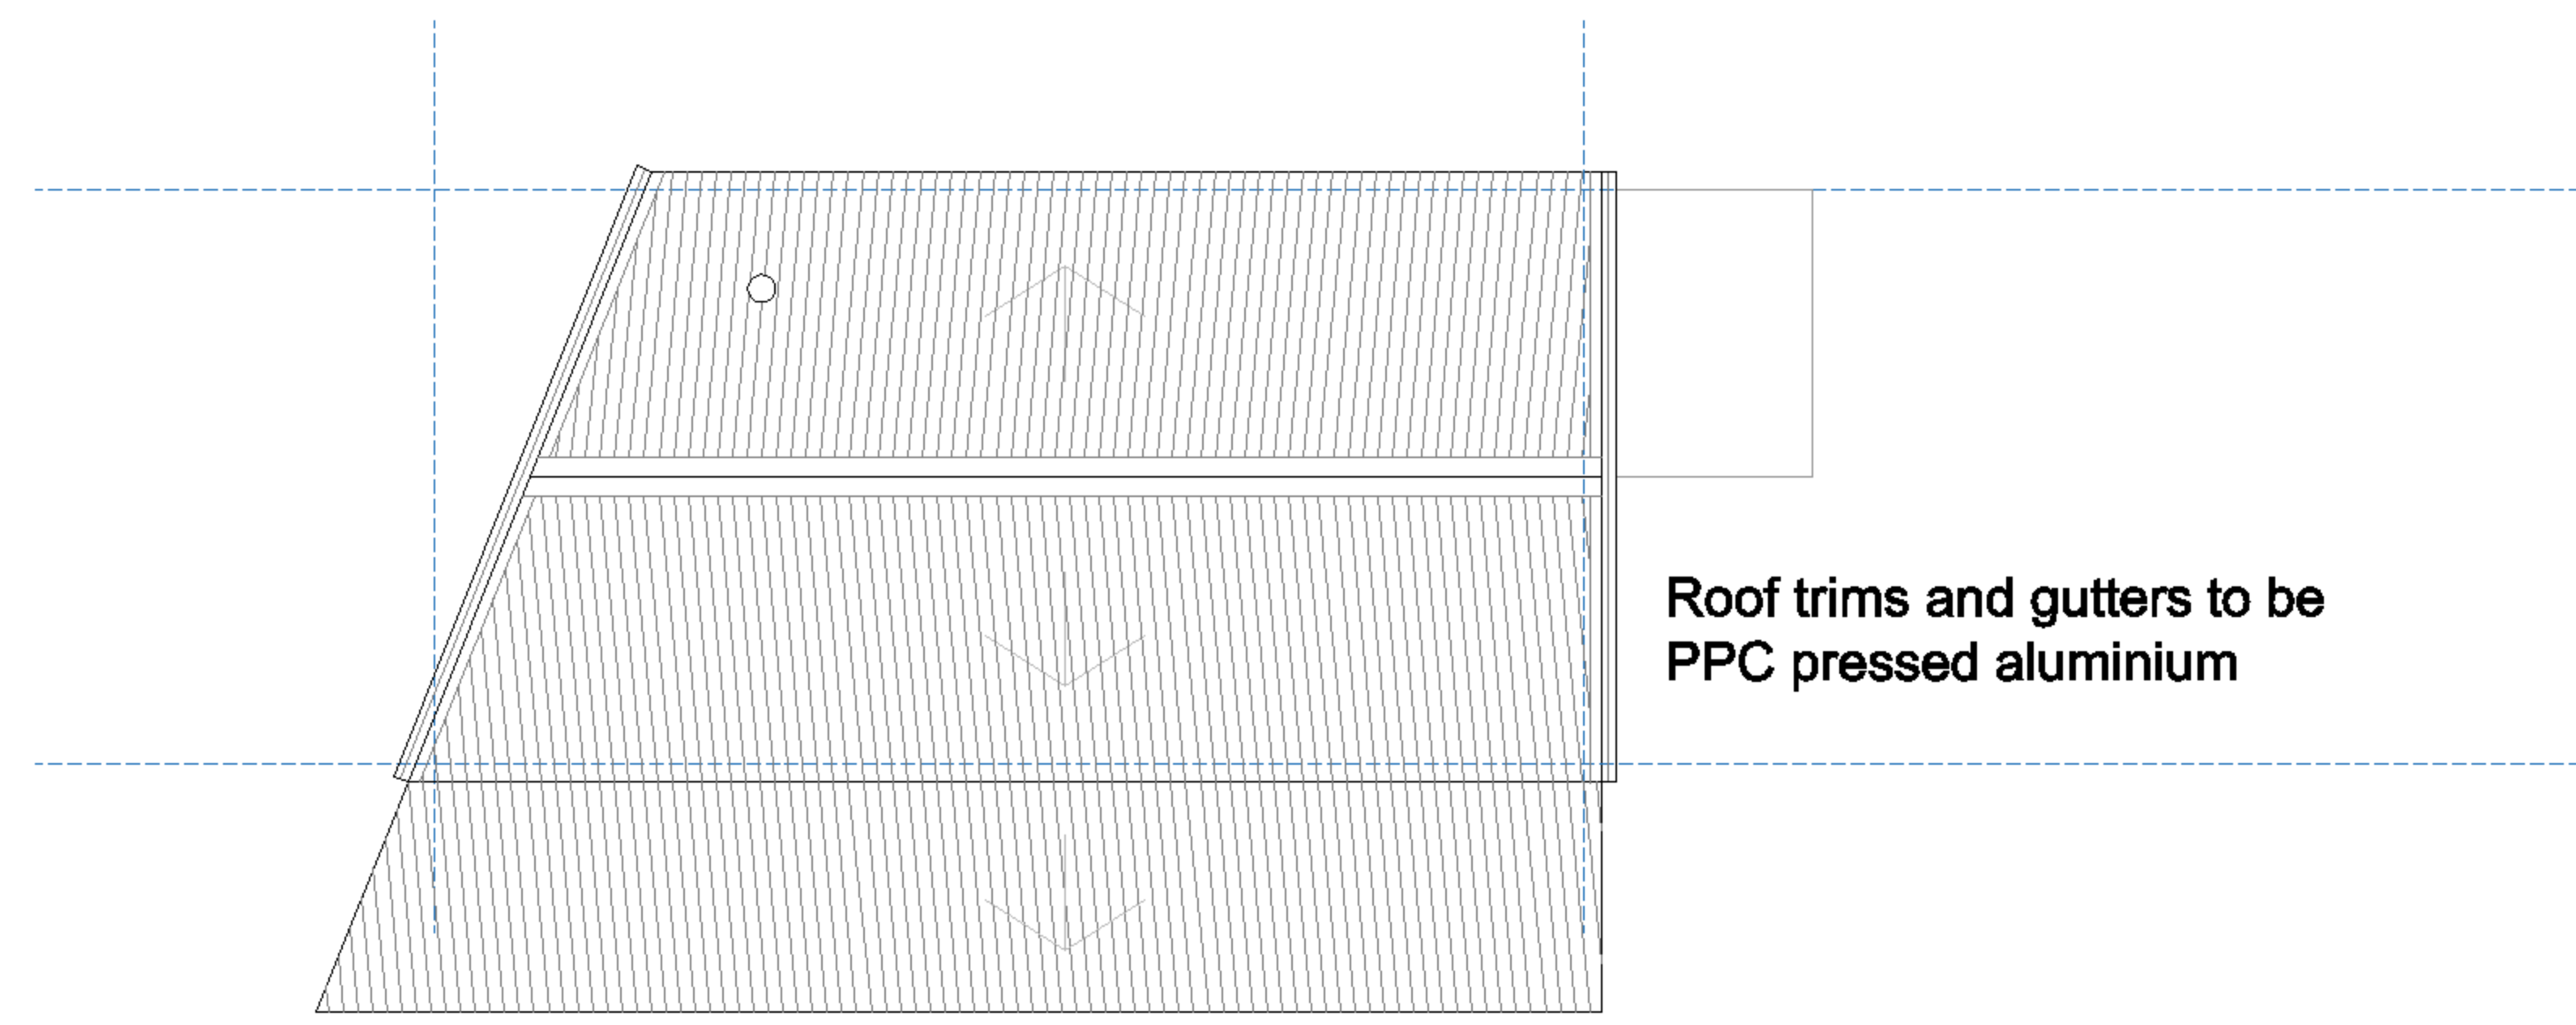 Roof trims and gutters to be
PPC pressed aluminium